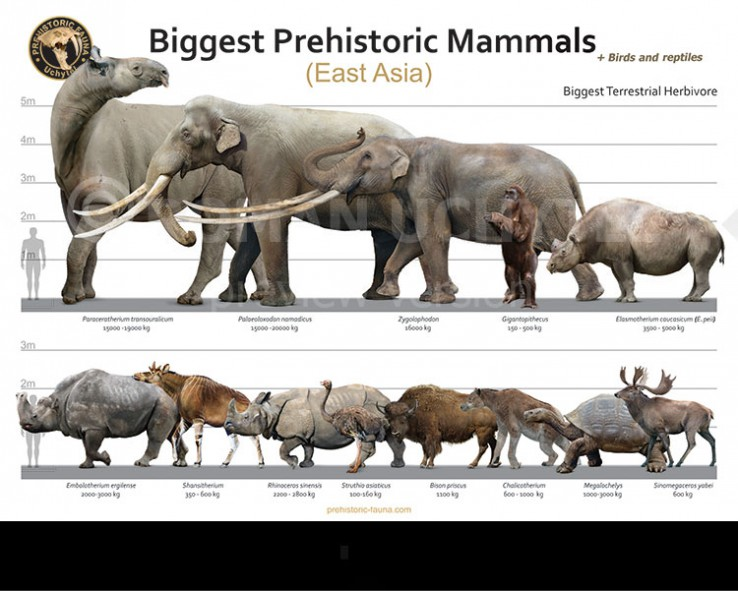 PREHISTORIC FAUNA
Uchytel
Biggest Prehistoric Mammals
+ Birds and reptiles
(East Asia)
Biggest Terrestrial Herbivore
5m
4m
3m
2m
1m
preview version
Paraceratherium transouralicum
15000 -19000 kg
Palaeoloxodon namadicus
15000 -20000 kg
Zygolophodon
16000 kg
Gigantopithecus
150 - 500 kg
Elasmotherium caucasicum (E. peii)
3500 - 5000 kg
3m
2m
Embolotherium ergilense
2000-3000 kg
Shansitherium
350 - 600 kg
Rhinoceros sinensis
2200 - 2800 kg
Struthio asiaticus
100-160 kg
Bison priscus
1100 kg
Chalicotherium
600 - 1000 kg
Megalochelys
1000-3000 kg
Sinomegaceros yabei
600 kg
prehistoric-fauna.com